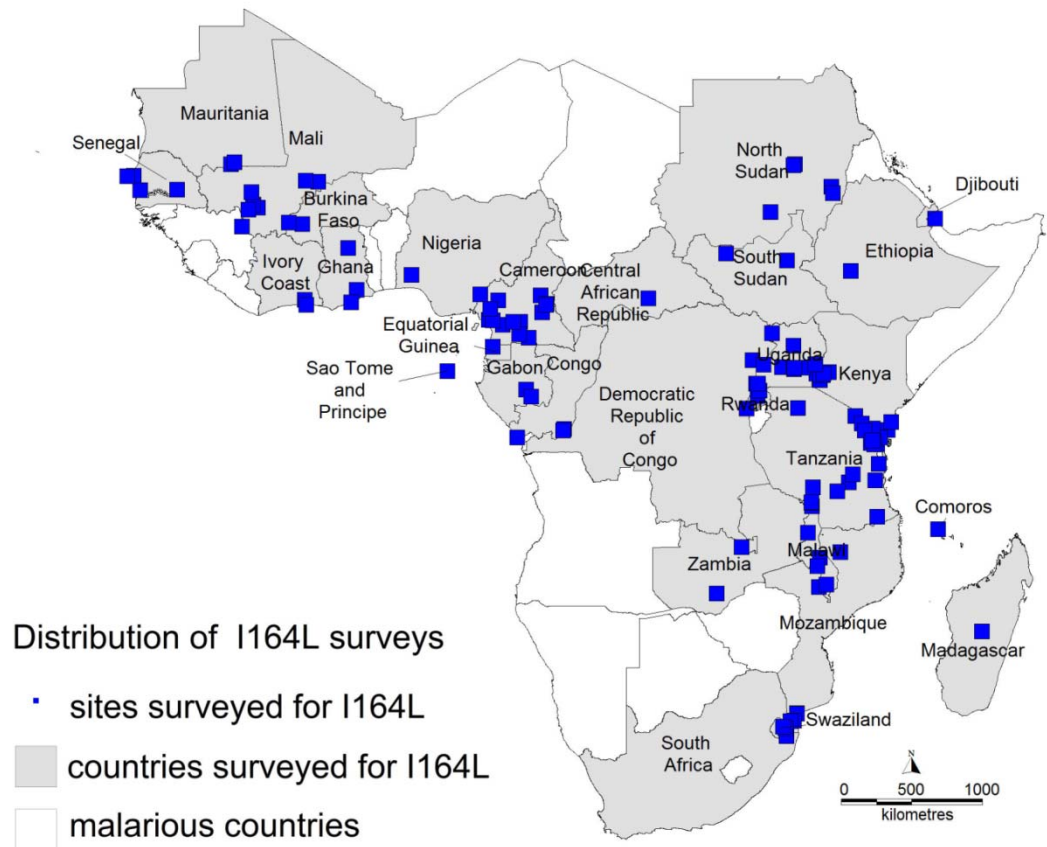 Mauritania
Senegal
Mali
North
Sudan
Djibouti
Burkina
Faso
Nigeria
Ethiopia
Ivory
Coast
Ghana
Cameroon
Central
African
Republic
South
Sudan
Equatorial
Guinea
Uganda
Kenya
Sao Tome
and
Principe
Gabon
Congo
Democratic
Republic
of
Congo
Rwanda
Tanzania
Comoros
Zambia
Malawi
Mozambique
Madagascar
Distribution of I164L surveys
sites surveyed for I164L
Swaziland
South
Africa
countries surveyed for I164L
N
0 500 1000
kilometres
malarious countries